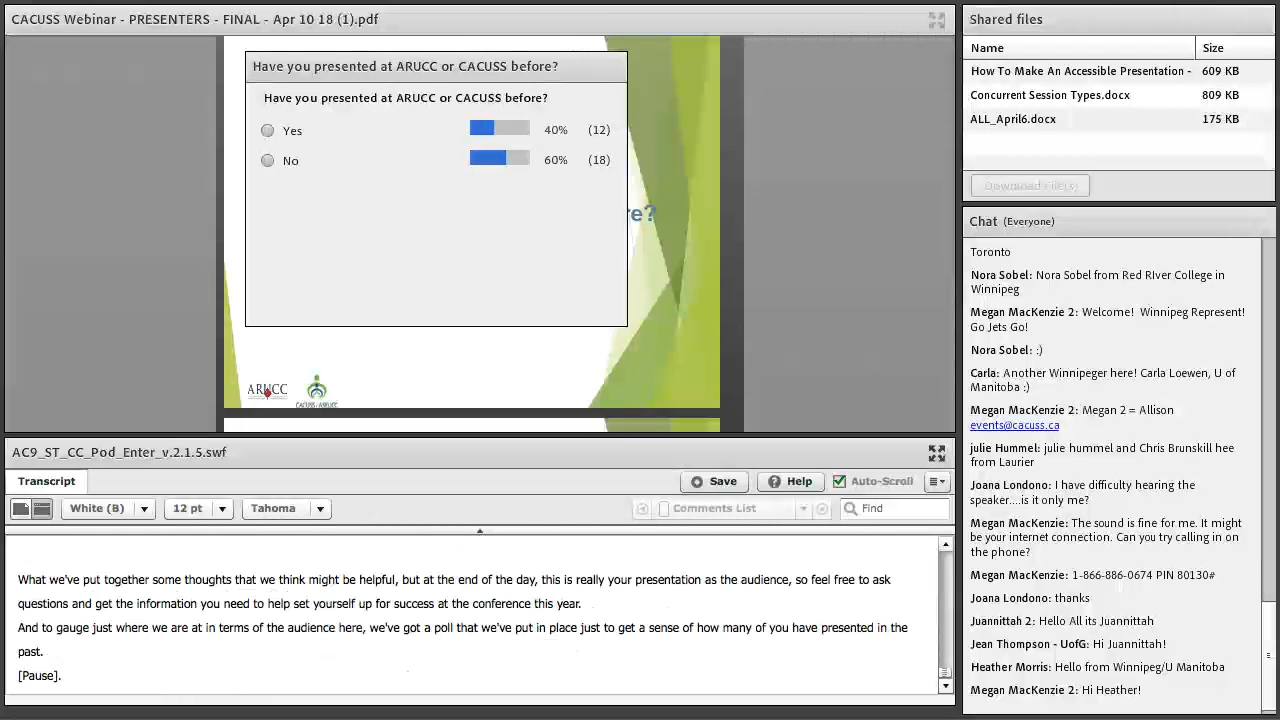 CACUSS Webinar - PRESENTERS - FINAL - Apr 10 18 (1).pdf
Have you presented at ARUCC or CACUSS before?
Have you presented at ARUCC or CACUSS before?
Yes 40% (12)
No 60% (18)
re?
ARUCC
CACUSS-ASEUCC
AC9_ST_CC_Pod_Enter_v.2.1.5.swf
Transcript Save Help Auto-Scroll
White (B) 12 pt Tahoma Comments List Find
What we've put together some thoughts that we think might be helpful, but at the end of the day, this is really your presentation as the audience, so feel free to ask
questions and get the information you need to help set yourself up for success at the conference this year.
And to gauge just where we are at in terms of the audience here, we've got a poll that we've put in place just to get a sense of how many of you have presented in the
past.
[Pause].
Shared files
Name Size
How To Make An Accessible Presentation - 609 KB
Concurrent Session Types.docx 809 KB
ALL_April6.docx 175 KB
Download File(s)
Chat (Everyone)
Toronto
Nora Sobel: Nora Sobel from Red RIver College in
Winnipeg
Megan MacKenzie 2: Welcome! Winnipeg Represent!
Go Jets Go!
Nora Sobel: :)
Carla: Another Winnipeger here! Carla Loewen, U of
Manitoba :)
Megan MacKenzie 2: Megan 2 = Allison
events@cacuss.ca
julie Hummel: julie hummel and Chris Brunskill hee
from Laurier
Joana Londono: I have difficulty hearing the
speaker....is it only me?
Megan MacKenzie: The sound is fine for me. It might
be your internet connection. Can you try calling in on
the phone?
Megan MacKenzie: 1-866-886-0674 PIN 80130#
Joana Londono: thanks
Juannittah 2: Hello All its Juannittah
Jean Thompson - UofG: Hi Juannittah!
Heather Morris: Hello from Winnipeg/U Manitoba
Megan MacKenzie 2: Hi Heather!